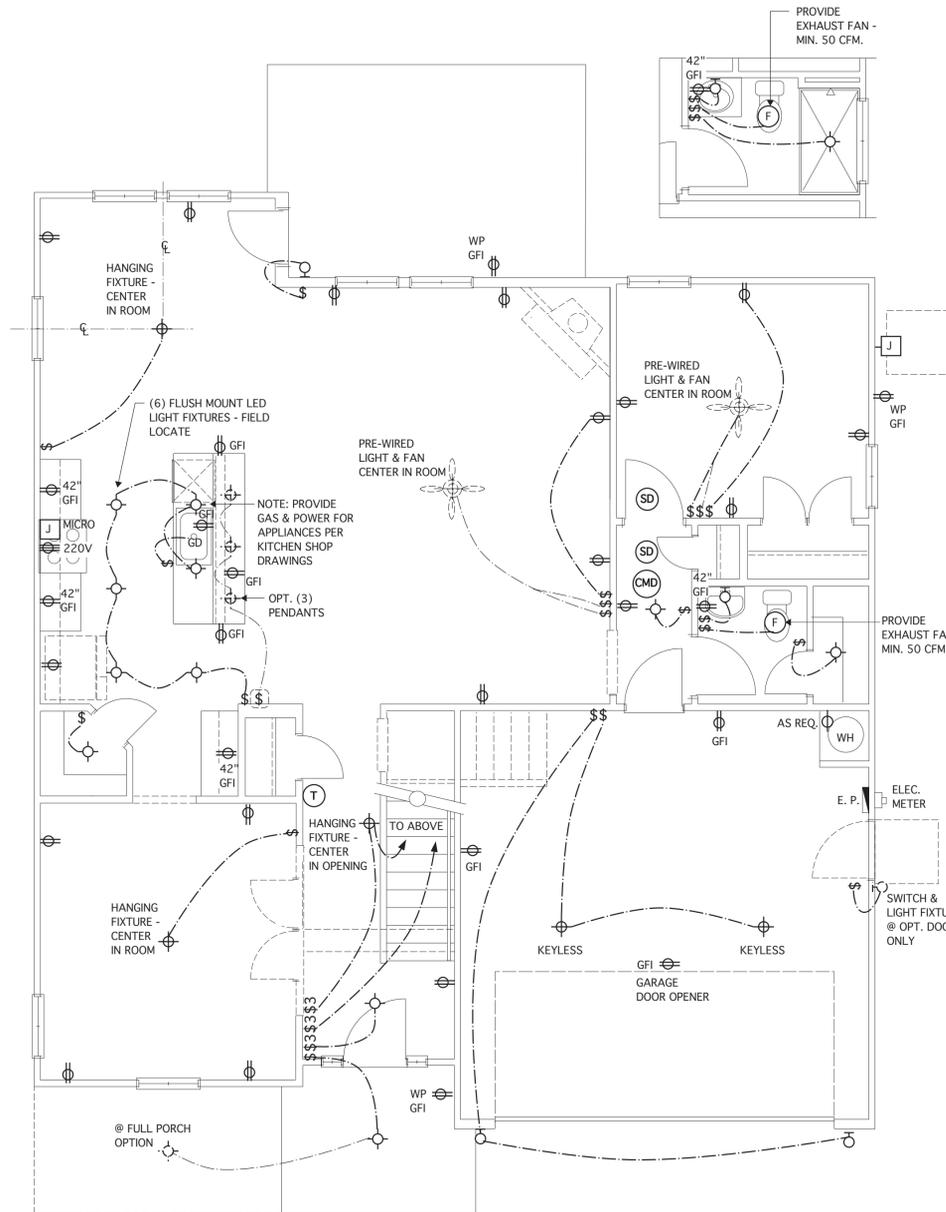 PROVIDE
EXHAUST FAN -
MIN. 50 CFM.
42"
GFI
$
$
$
F
WP
GFI
HANGING
FIXTURE -
CENTER
IN ROOM
℄
℄
$
J
PRE-WIRED
LIGHT & FAN
CENTER IN ROOM
WP
GFI
(6) FLUSH MOUNT LED
LIGHT FIXTURES - FIELD
LOCATE
$
GFI
PRE-WIRED
LIGHT & FAN
CENTER IN ROOM
42"
GFI
NOTE: PROVIDE
GAS & POWER FOR
APPLIANCES PER
KITCHEN SHOP
DRAWINGS
GFI
GD
$
SD
$$$
J
MICRO
220V
SD
GFI
CMD
42"
GFI
42"
GFI
OPT. (3)
PENDANTS
$
$
$
$
$
$
F
PROVIDE
EXHAUST FA
MIN. 50 CFM
GFI
$
$
$
$
$$
GFI
AS REQ.
WH
42"
GFI
T
E. P.
ELEC.
METER
HANGING
FIXTURE -
CENTER
IN OPENING
TO ABOVE
$
GFI
$
SWITCH &
LIGHT FIXTU
@ OPT. DOO
ONLY
HANGING
FIXTURE -
CENTER
IN ROOM
KEYLESS
KEYLESS
GFI
GARAGE
DOOR OPENER
$$3
$$3
$$3
$$
WP
GFI
@ FULL PORCH
OPTION